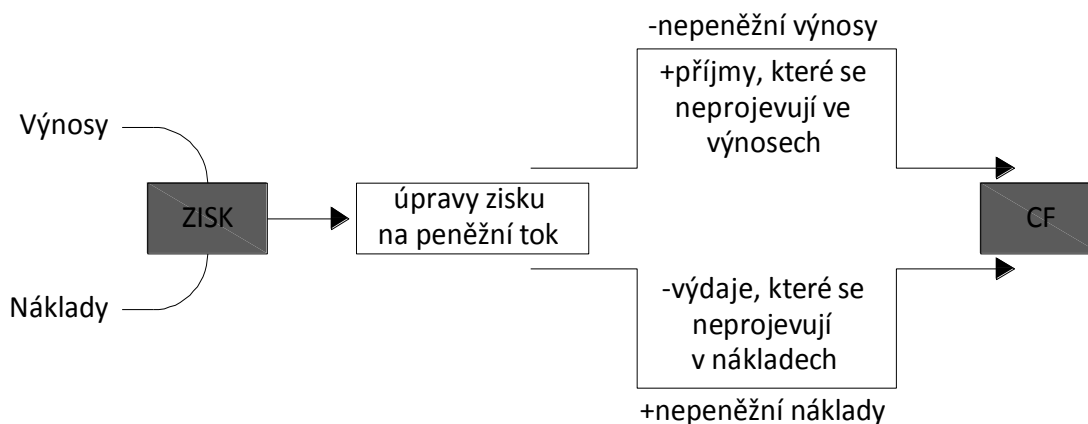 -nepeněžní výnosy
+příjmy, které se
neprojevují ve
výnosech
Výnosy
ZISK
úpravy zisku
na peněžní tok
CF
Náklady
-výdaje, které se
neprojevují
v nákladech
+nepeněžní náklady